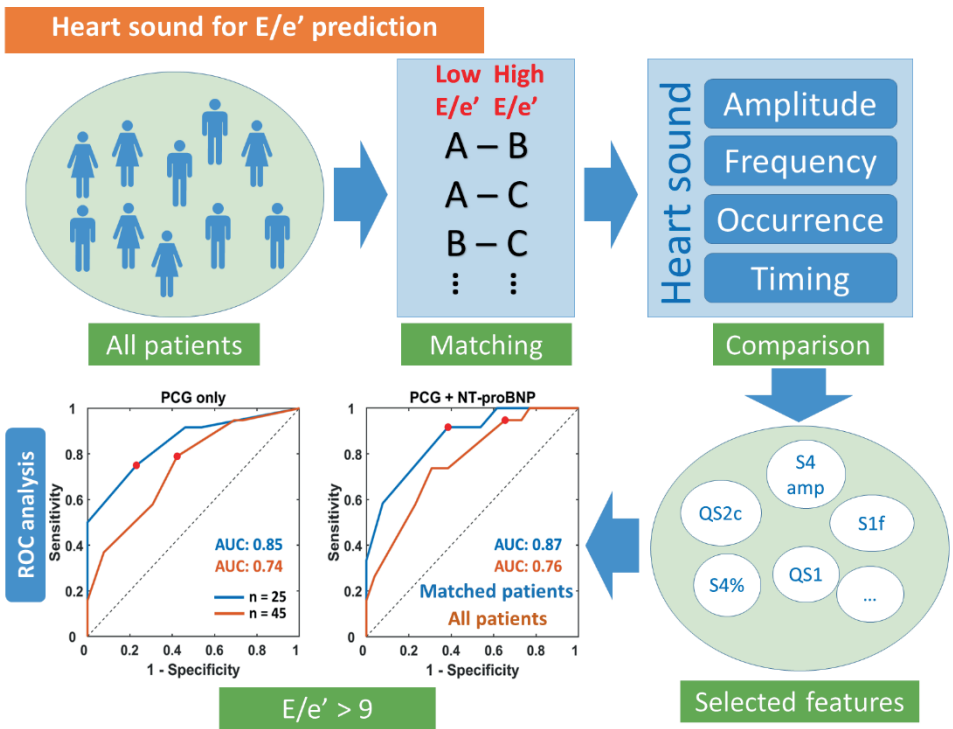 Heart sound for E/e’ prediction
Low High
E/e’ E/e’
A – B
A – C
B – C
⋮ ⋮
Heart sound
Amplitude
Frequency
Occurrence
Timing
All patients
Matching
Comparison
ROC analysis
PCG only
Sensitivity
1
0.8
0.6
0.4
0.2
0
AUC: 0.85
AUC: 0.74
n = 25
n = 45
0 0.2 0.4 0.6 0.8 1
1 - Specificity
PCG + NT-proBNP
Sensitivity
1
0.8
0.6
0.4
0.2
0
AUC: 0.87
AUC: 0.76
Matched patients
All patients
0 0.2 0.4 0.6 0.8 1
1 - Specificity
E/e’ > 9
S4
amp
QS2c
S1f
S4%
QS1
...
Selected features